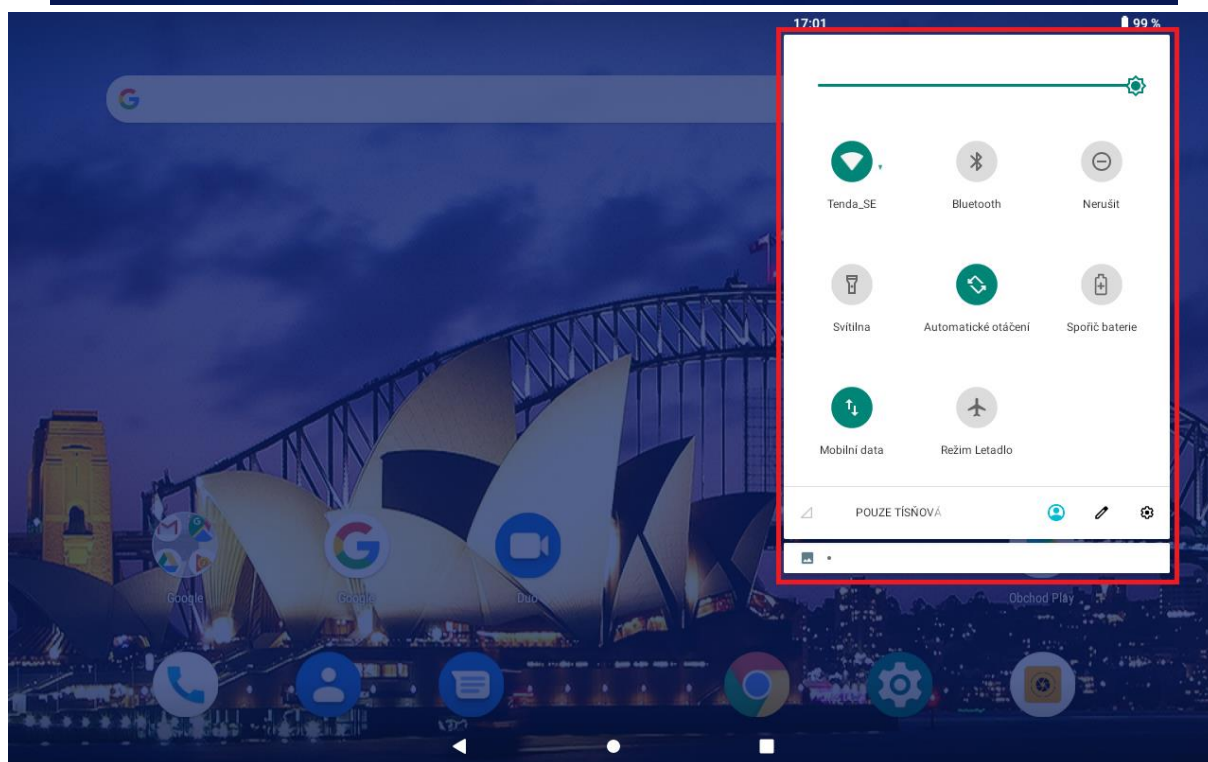 17:01 99 %
Tenda_SE Bluetooth Nerušit
Svítilna Automatické otáčení Spořič baterie
Mobilní data Režim Letadlo
POUZE TÍSŇOVÁ
Google Google Duo Obchod Play